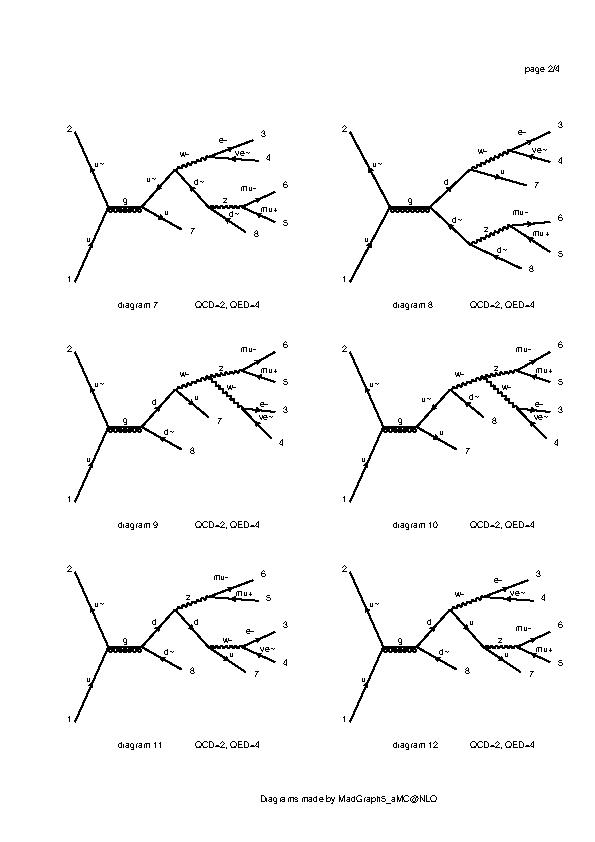 page 2/4
2 u~ g u 1 u~ w- e- 3 ve~ 4 d~ mu- 6 z mu+ 5 d~ 8 u 7
diagram 7 QCD=2, QED=4
2 u~ g u 1 d w- e- 3 ve~ 4 u 7 d~ z mu- 6 mu+ 5 d~ 8
diagram 8 QCD=2, QED=4
2 u~ g u 1 d w- z mu- 6 mu+ 5 w- e- 3 ve~ 4 u 7 d~ 8
diagram 9 QCD=2, QED=4
2 u~ g u 1 u~ w- z mu- 6 mu+ 5 w- e- 3 ve~ 4 d~ 8 u 7
diagram 10 QCD=2, QED=4
2 u~ g u 1 d z mu- 6 mu+ 5 d w- e- 3 ve~ 4 u 7 d~ 8
diagram 11 QCD=2, QED=4
2 u~ g u 1 d w- e- 3 ve~ 4 u z mu- 6 mu+ 5 u 7 d~ 8
diagram 12 QCD=2, QED=4
Diagrams made by MadGraph5_aMC@NLO